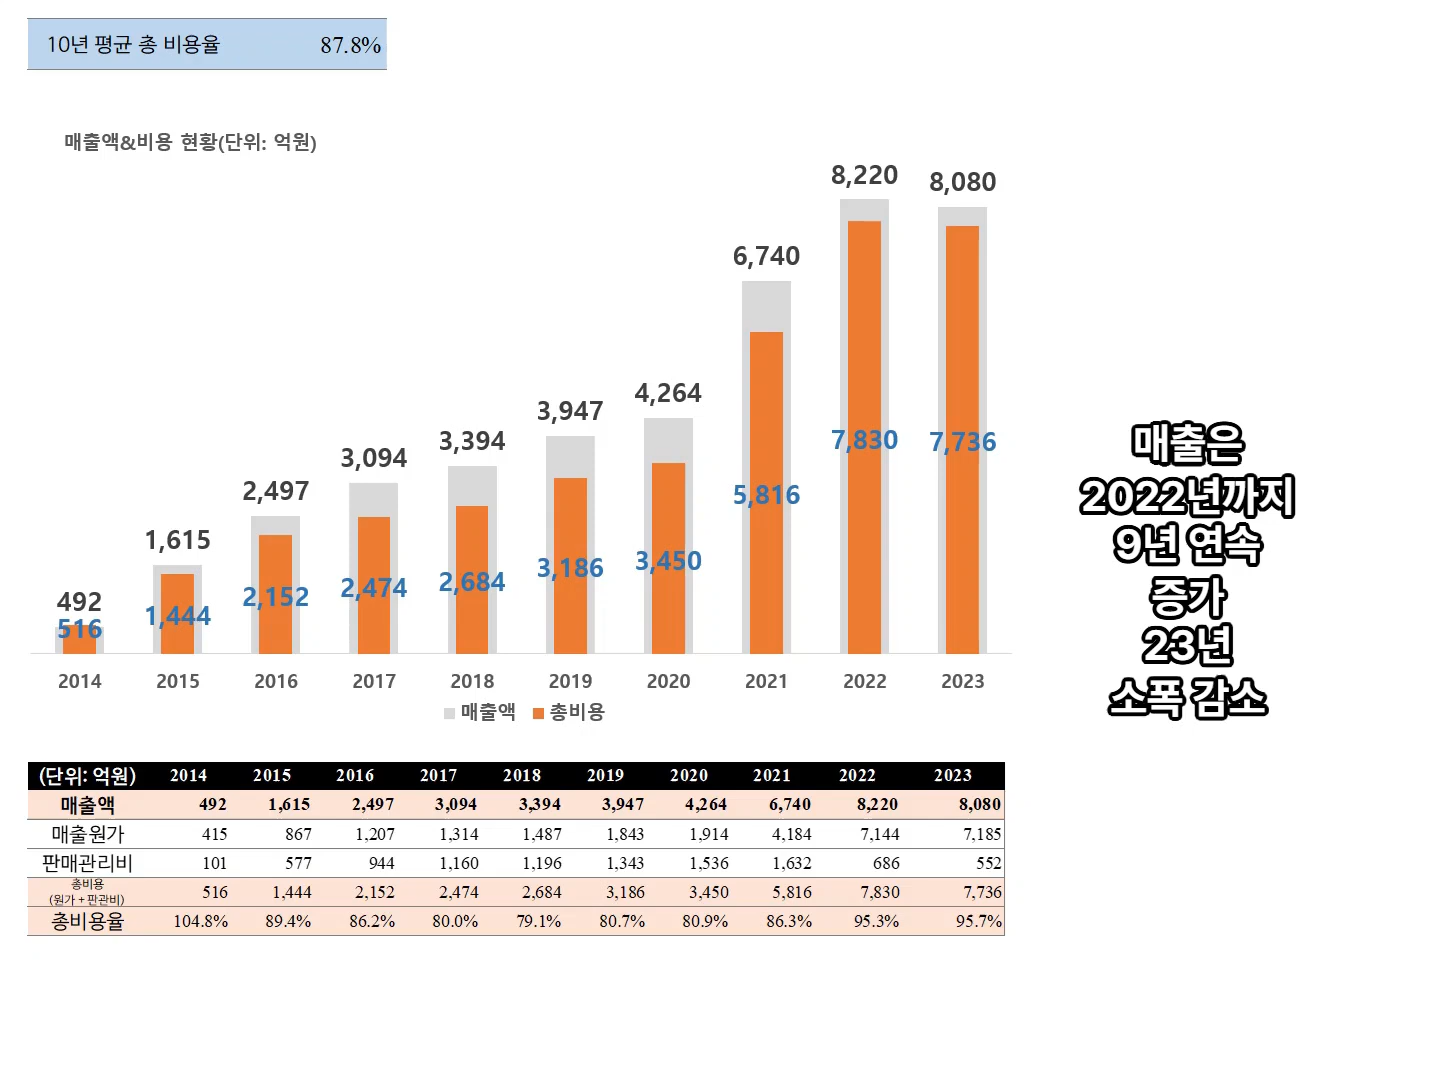 10년 평균 총 비용율 87.8%
매출액&비용 현황(단위: 억원)
8,220
8,080
6,740
4,264
3,947
3,394
3,094
2,497
1,615
492
7,830
7,736
5,816
3,450
3,186
2,684
2,474
2,152
1,444
516
2014 2015 2016 2017 2018 2019 2020 2021 2022 2023
매출액 총비용
매출은
2022년까지
9년 연속
증가
23년
소폭 감소
(단위: 억원) 2014 2015 2016 2017 2018 2019 2020 2021 2022 2023
매출액 492 1,615 2,497 3,094 3,394 3,947 4,264 6,740 8,220 8,080
매출원가 415 867 1,207 1,314 1,487 1,843 1,914 4,184 7,144 7,185
판매관리비 101 577 944 1,160 1,196 1,343 1,536 1,632 686 552
총비용
(원가 + 판관비) 516 1,444 2,152 2,474 2,684 3,186 3,450 5,816 7,830 7,736
총비용율 104.8% 89.4% 86.2% 80.0% 79.1% 80.7% 80.9% 86.3% 95.3% 95.7%